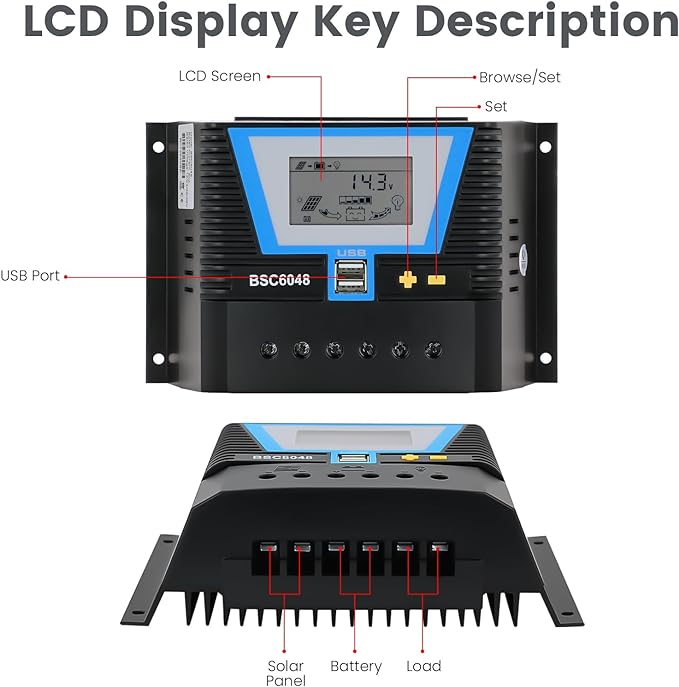 LCD Display Key Description
LCD Screen
Browse/Set
Set
14.3 V
USB
USB Port
BSC6048
BSC6048
Solar
Panel
Battery
Load